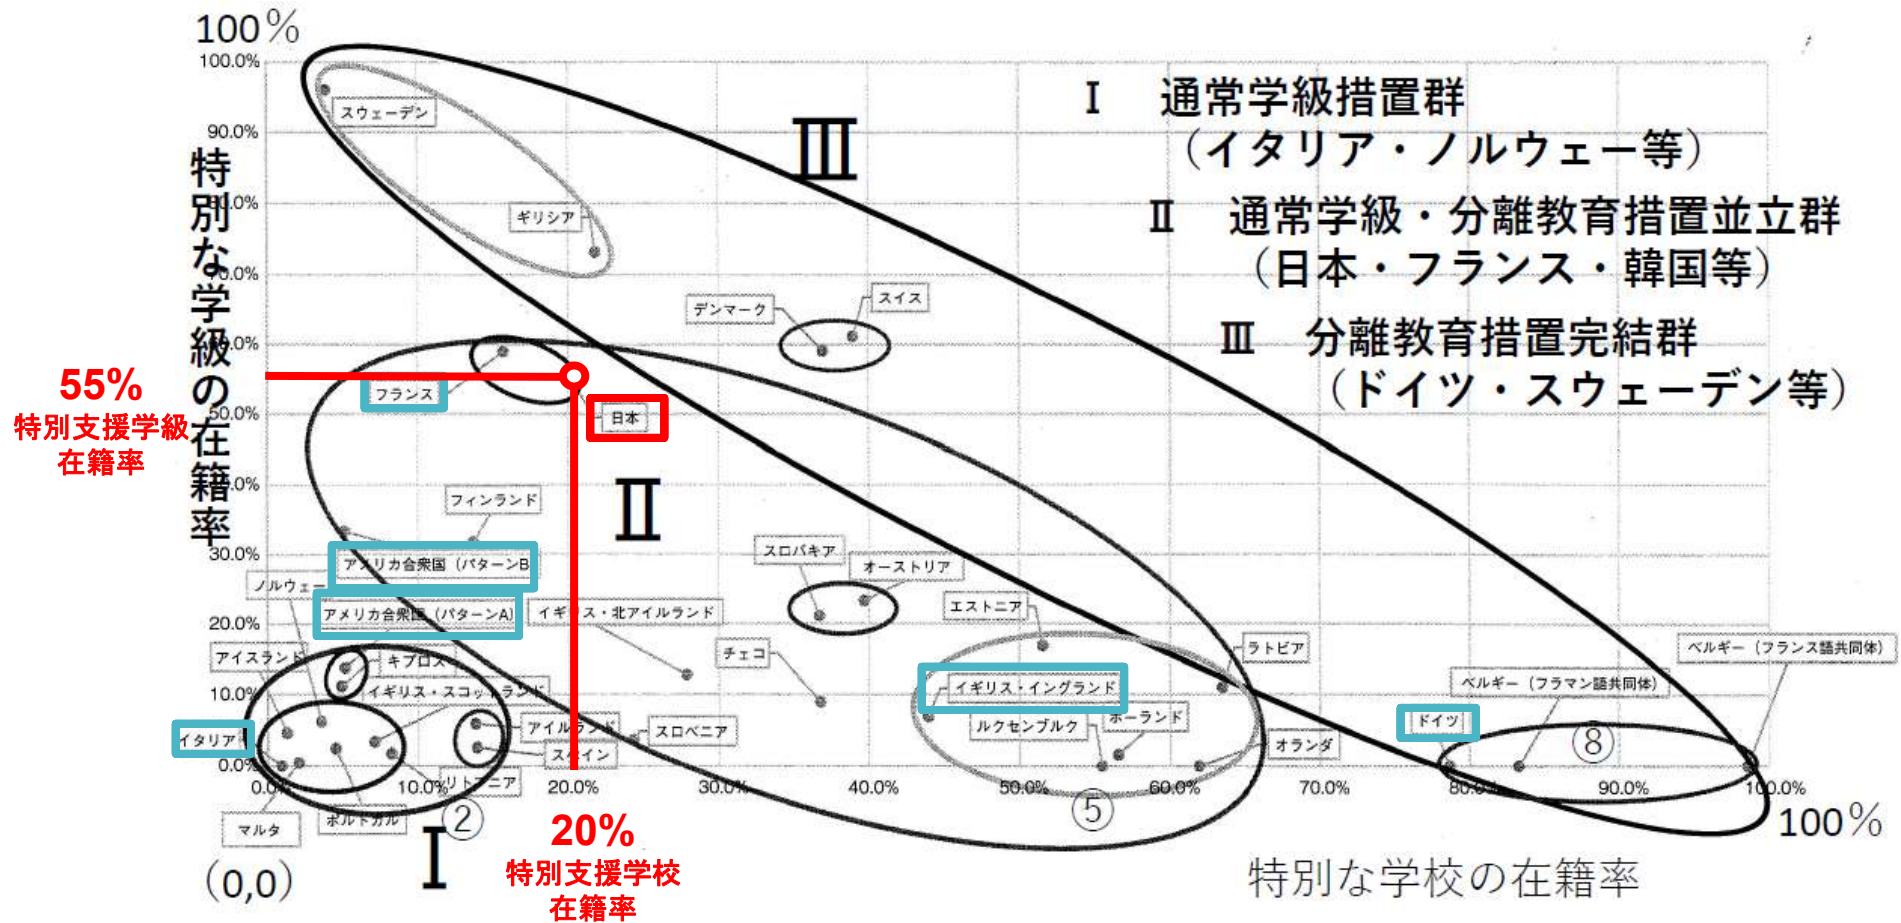 100%
100.0%
90.0%
80.0%
70.0%
60.0%
50.0%
40.0%
30.0%
20.0%
10.0%
0.0%
特別な学級の在籍率
55%
特別支援学級
在籍率
Ⅰ 通常学級措置群
(イタリア・ノルウェー等)
Ⅱ 通常学級・分離教育措置並立群
(日本・フランス・韓国等)
Ⅲ 分離教育措置完結群
(ドイツ・スウェーデン等)
Ⅲ
スウェーデン
ギリシア
デンマーク
スイス
フランス
日本
Ⅱ
フィンランド
アメリカ合衆国(パターンB
ノルウェー
アメリカ合衆国(パターンA)
イギリス・北アイルランド
スロバキア
オーストリア
エストニア
アイスランド
キプロス
チェコ
ラトビア
ベルギー(フランス語共同体)
イギリス・スコットランド
イギリス・イングランド
ベルギー(フラマン語共同体)
イタリア
アイルランド
スロベニア
ルクセンブルク
ポーランド
ドイツ
スペイン
オランダ
⑧
リトアニア
0.0%
10.0%
20.0%
30.0%
40.0%
50.0%
60.0%
70.0%
80.0%
90.0%
100.0%
マルタ
ポルトガル
②
⑤
100%
Ⅰ
(0,0)
20%
特別支援学校
在籍率
特別な学校の在籍率